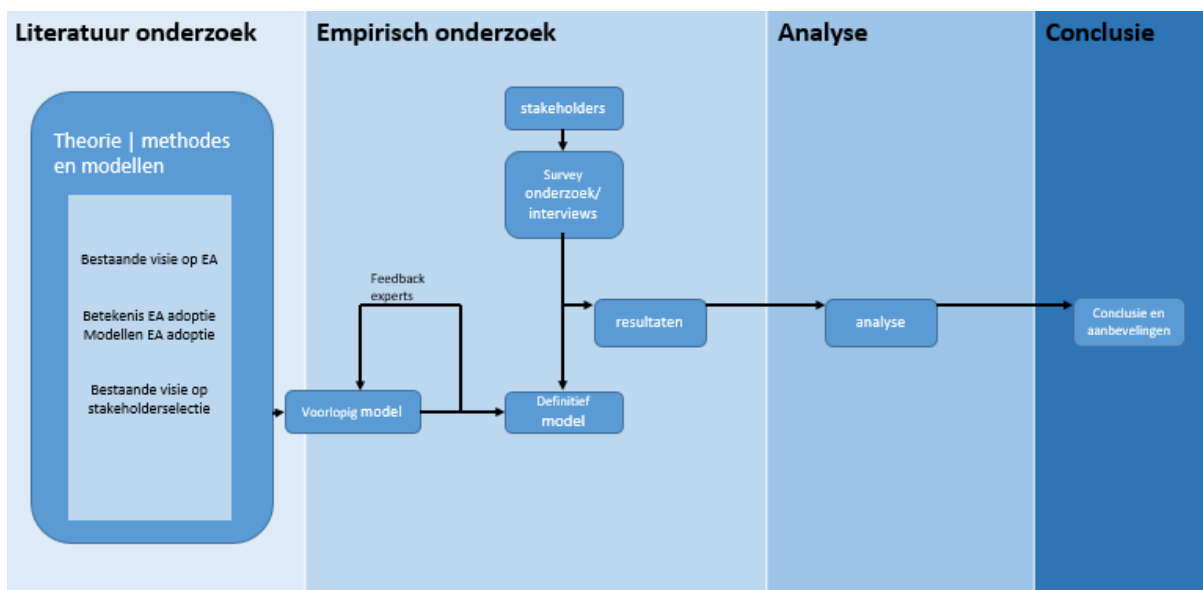 Literatuur onderzoek
Empirisch onderzoek
Analyse
Conclusie
Theorie | methodes
en modellen
Bestaande visie op EA
Betekenis EA adoptie
Modellen EA adoptie
Bestaande visie op
stakeholderselectie
stakeholders
Survey
onderzoek/
interviews
Feedback
experts
Voorlopig model
Definitief
model
resultaten
analyse
Conclusie en
aanbevelingen